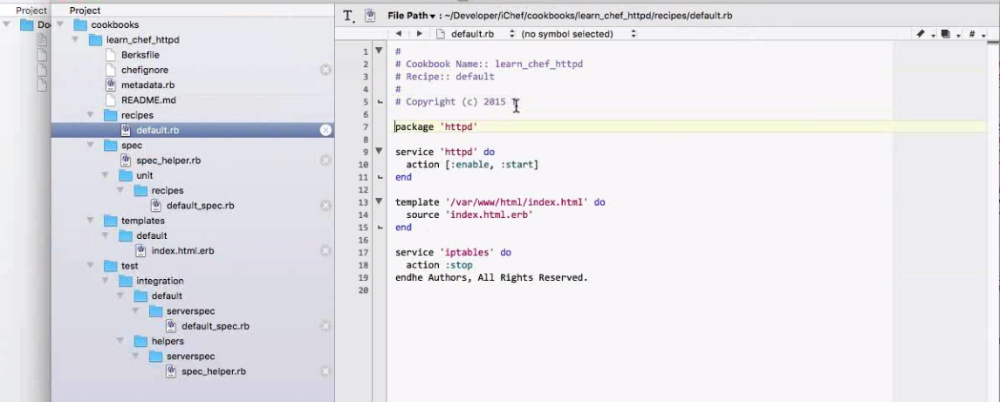 Project
Project
Do
cookbooks
learn_chef_httpd
Berksfile
chefignore
metadata.rb
README.md
recipes
default.rb
spec
spec_helper.rb
unit
recipes
default_spec.rb
templates
default
index.html.erb
test
integration
default
serverspec
default_spec.rb
helpers
serverspec
spec_helper.rb
T. File Path▾ : ~/Developer/iChef/cookbooks/learn_chef_httpd/recipes/default.rb
default.rb (no symbol selected) #
1 #
2 # Cookbook Name:: learn_chef_httpd
3 # Recipe:: default
4 #
5 # Copyright (c) 2015
6
7 package 'httpd'
8
9 service 'httpd' do
10 action [:enable, :start]
11 end
12
13 template '/var/www/html/index.html' do
14 source 'index.html.erb'
15 end
16
17 service 'iptables' do
18 action :stop
19 endhe Authors, All Rights Reserved.
20